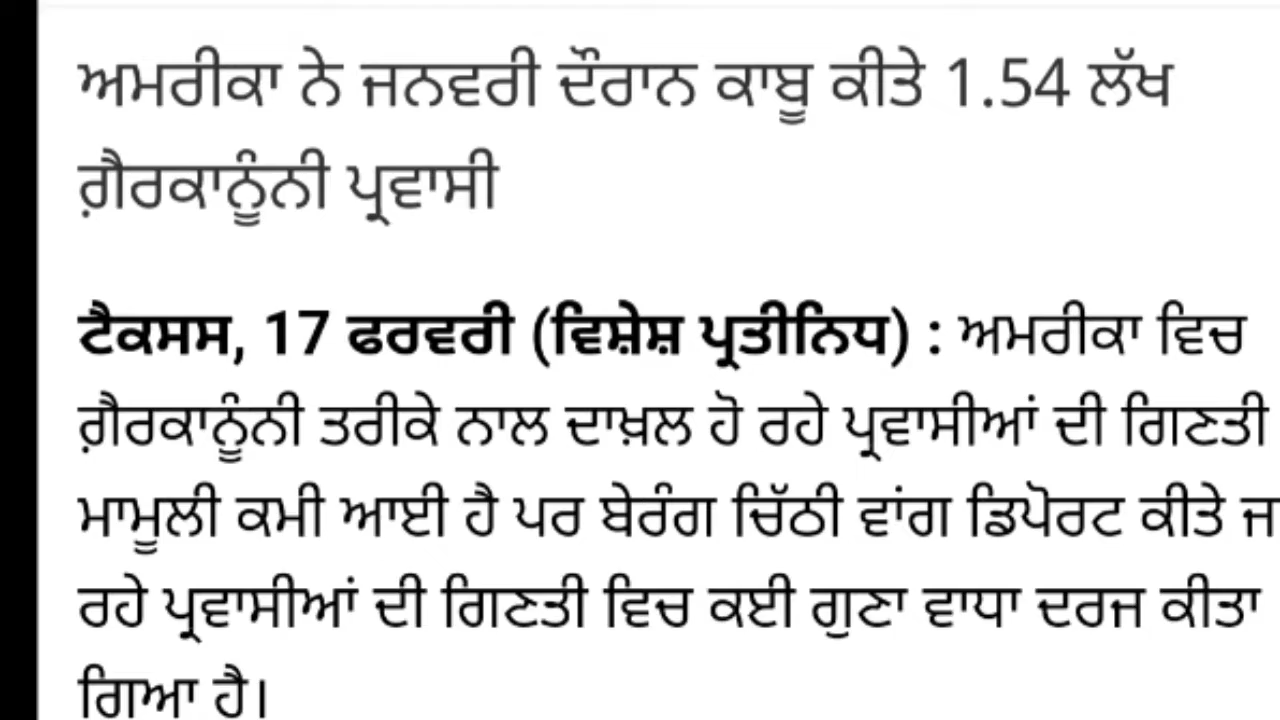 ਅਮਰੀਕਾ ਨੇ ਜਨਵਰੀ ਦੌਰਾਨ ਕਾਬੂ ਕੀਤੇ 1.54 ਲੱਖ
ਗ਼ੈਰਕਾਨੂੰਨੀ ਪ੍ਰਵਾਸੀ
ਟੈਕਸਸ, 17 ਫਰਵਰੀ (ਵਿਸ਼ੇਸ਼ ਪ੍ਰਤੀਨਿਧ) : ਅਮਰੀਕਾ ਵਿਚ
ਗ਼ੈਰਕਾਨੂੰਨੀ ਤਰੀਕੇ ਨਾਲ ਦਾਖ਼ਲ ਹੋ ਰਹੇ ਪ੍ਰਵਾਸੀਆਂ ਦੀ ਗਿਣਤੀ
ਮਾਮੂਲੀ ਕਮੀ ਆਈ ਹੈ ਪਰ ਬੇਰੰਗ ਚਿੱਠੀ ਵਾਂਗ ਡਿਪੋਰਟ ਕੀਤੇ ਜ
ਰਹੇ ਪ੍ਰਵਾਸੀਆਂ ਦੀ ਗਿਣਤੀ ਵਿਚ ਕਈ ਗੁਣਾ ਵਾਧਾ ਦਰਜ ਕੀਤਾ
ਗਿਆ ਹੈ।